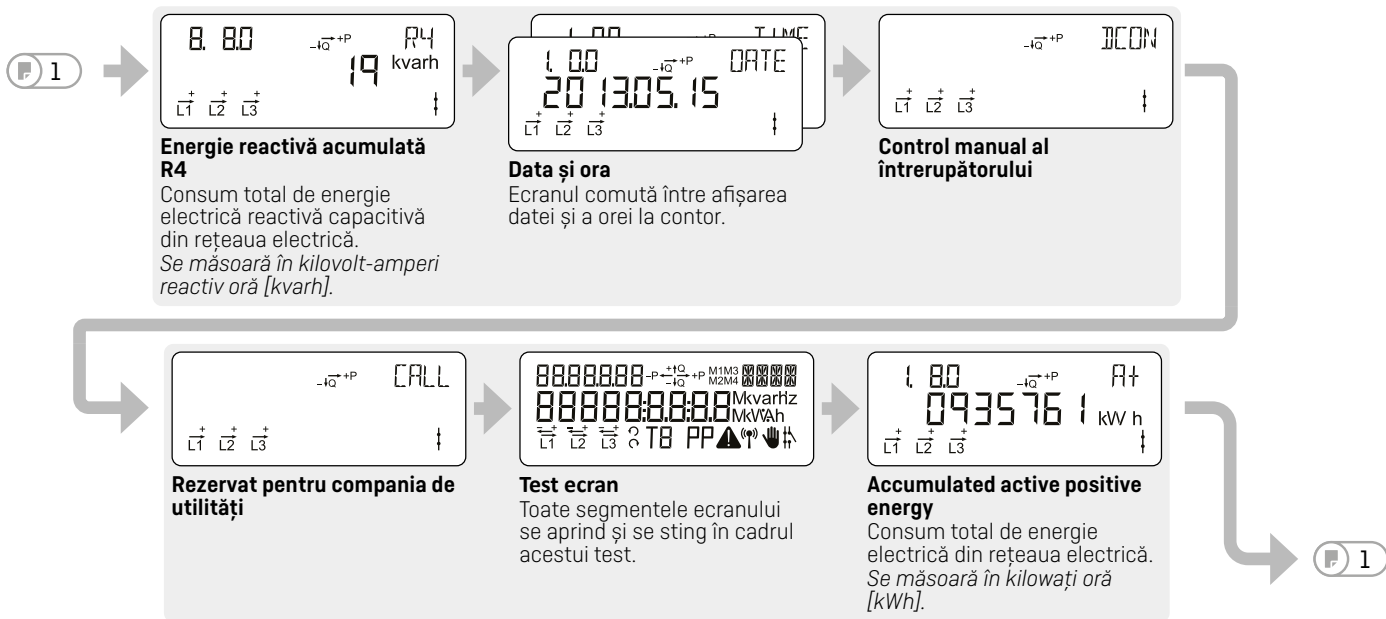 1
8. 8.0 -Q +P R4
19 kvarh
+ + +
L1 L2 L3
Energie reactivă acumulată
R4
Consum total de energie
electrică reactivă capacitivă
din rețeaua electrică.
Se măsoară în kilovolt-amperi
reactiv oră [kvarh].
TIME
1. 0.0 -Q +P DATE
2013.05.15
+ + +
L1 L2 L3
Data și ora
Ecranul comută între afișarea
datei și a orei la contor.
-Q +P DCON
+ + +
L1 L2 L3
Control manual al
întrerupătorului
-Q +P CALL
+ + +
L1 L2 L3
Rezervat pentru compania de
utilități
88.88.8.88 -P +Q -Q +P M1M3 M2M4
88888:8.8:8.8 MkvarHz MkWAh
L1 L2 L3 T8 PP
Test ecran
Toate segmentele ecranului
se aprind și se sting în cadrul
acestui test.
1. 8.0 -Q +P A+
0935761 kW h
+ + +
L1 L2 L3
Accumulated active positive
energy
Consum total de energie
electrică din rețeaua electrică.
Se măsoară în kilowați oră
[kWh].
1